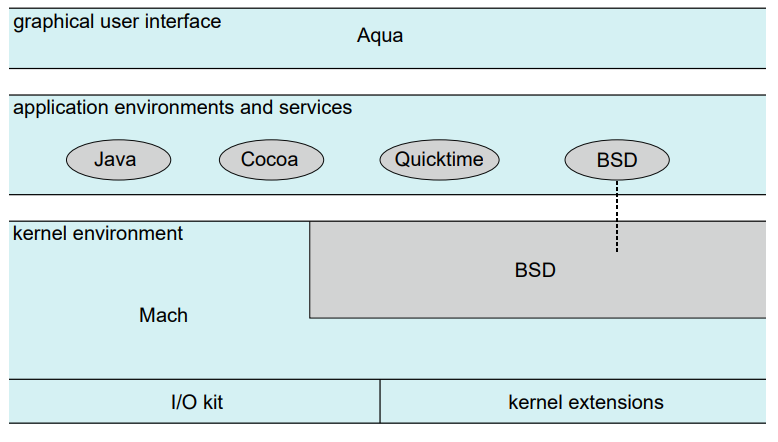 graphical user interface
Aqua
application environments and services
Java
Cocoa
Quicktime
BSD
kernel environment
BSD
Mach
I/O kit
kernel extensions